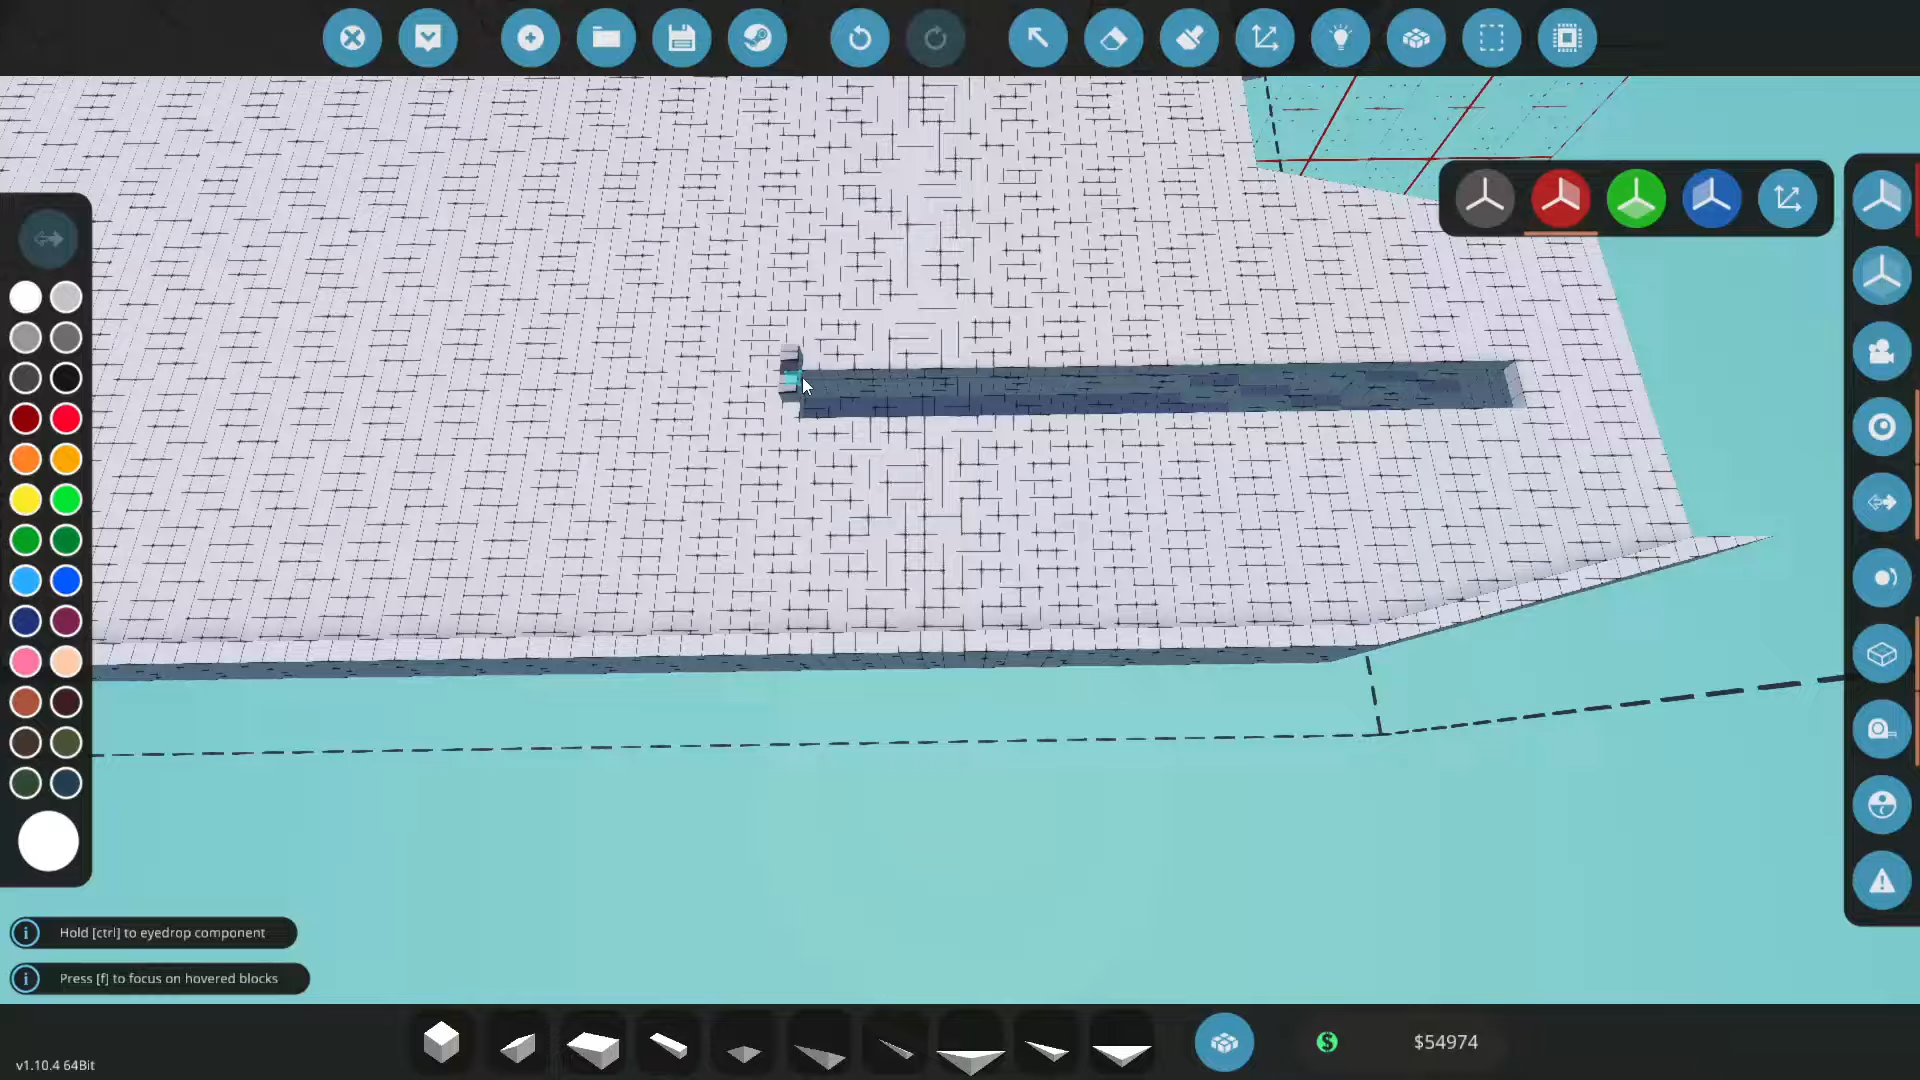 Hold [ctrl] to eyedrop component
Press [f] to focus on hovered blocks
v1.10.4 64Bit
$54974